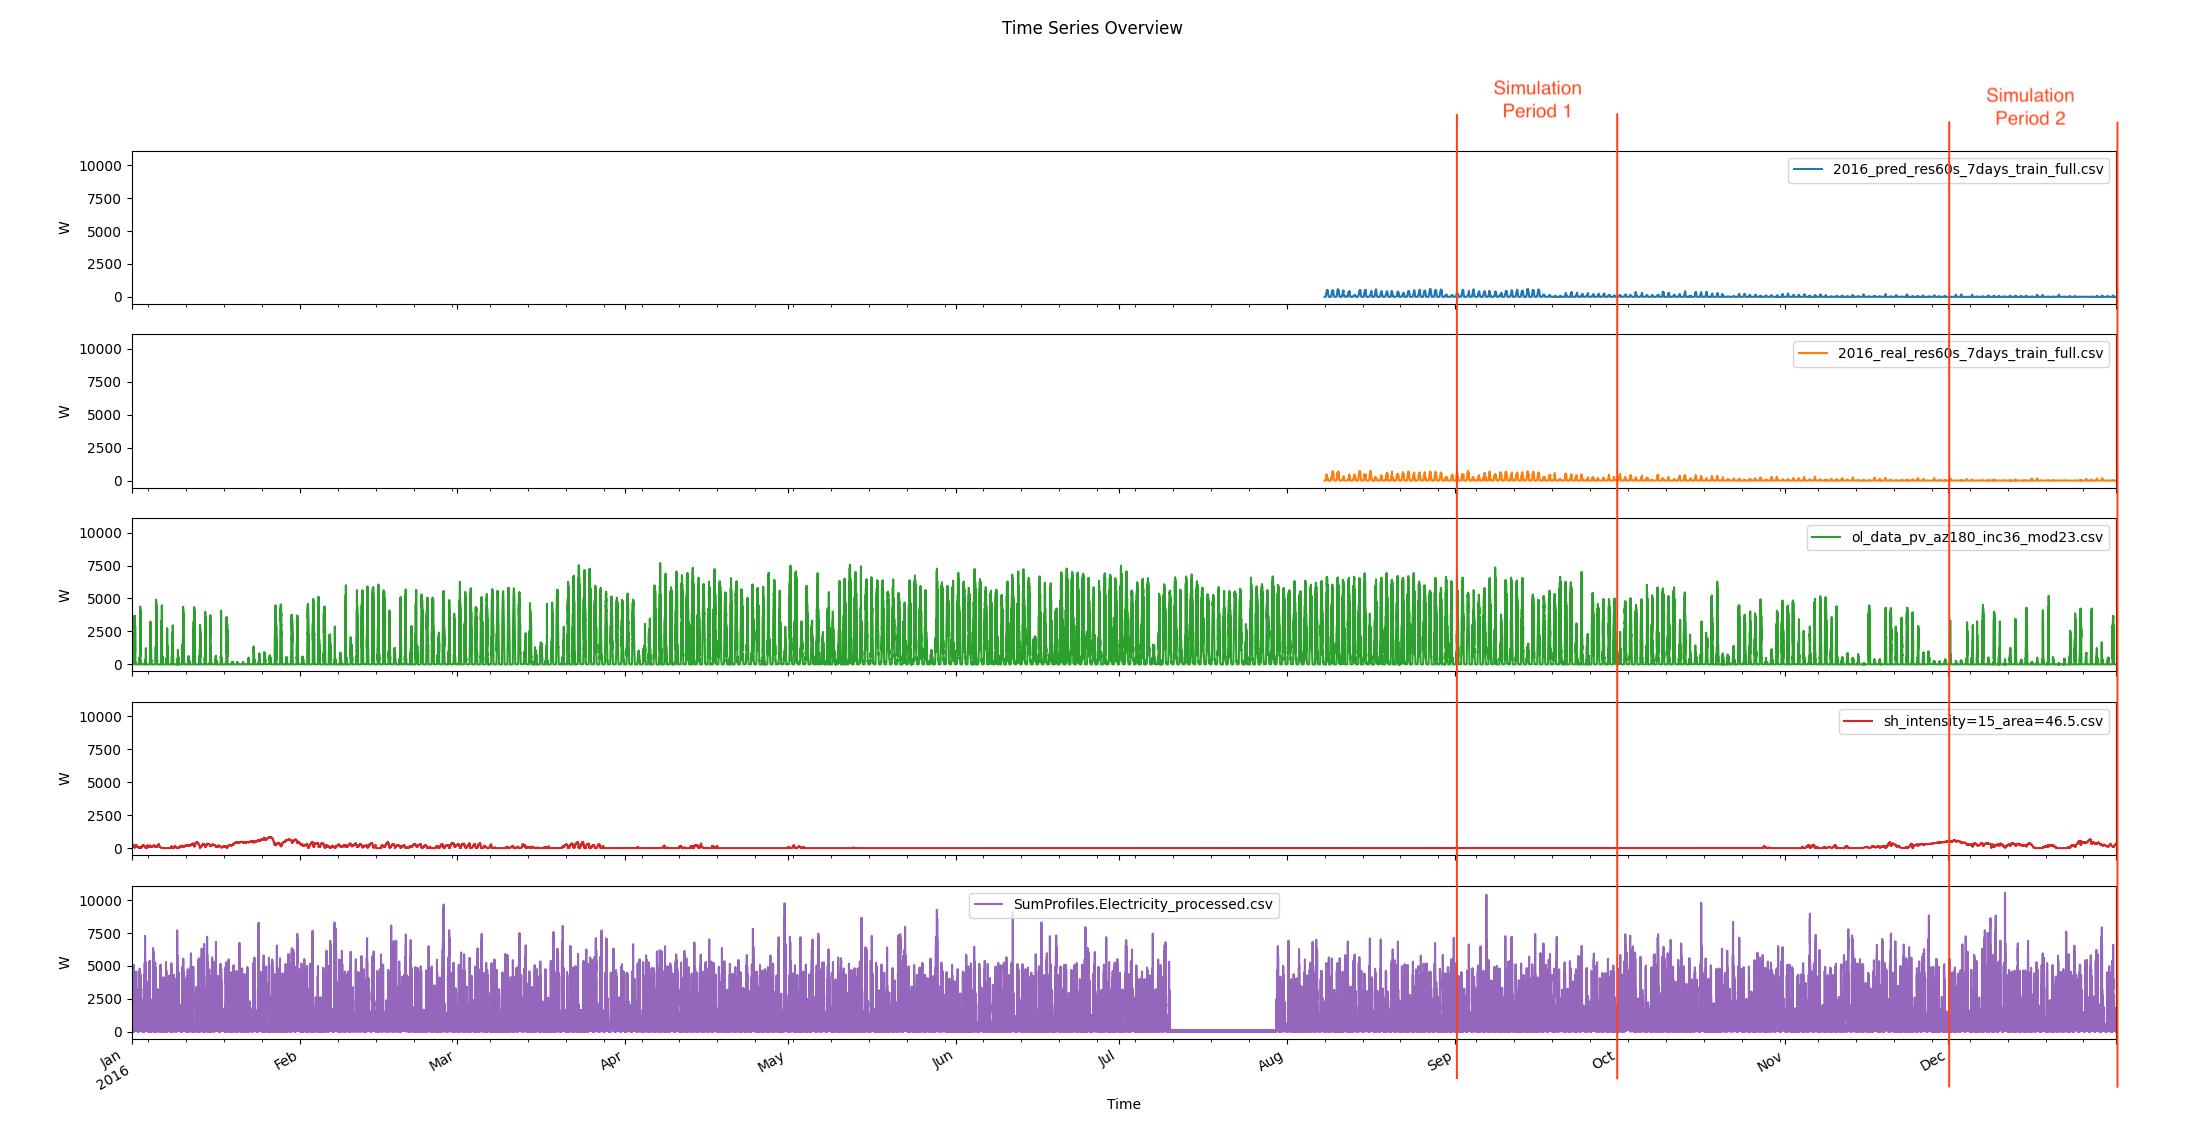 Time Series Overview
Simulation
Period 1
Simulation
Period 2
10000
7500
5000
2500
0
W
2016_pred_res60s_7days_train_full.csv
10000
7500
5000
2500
0
W
2016_real_res60s_7days_train_full.csv
10000
7500
5000
2500
0
W
ol_data_pv_az180_inc36_mod23.csv
10000
7500
5000
2500
0
W
sh_intensity=15_area=46.5.csv
10000
7500
5000
2500
0
W
SumProfiles.Electricity_processed.csv
Jan
2016
Feb
Mar
Apr
May
Jun
Jul
Aug
Sep
Oct
Nov
Dec
Time